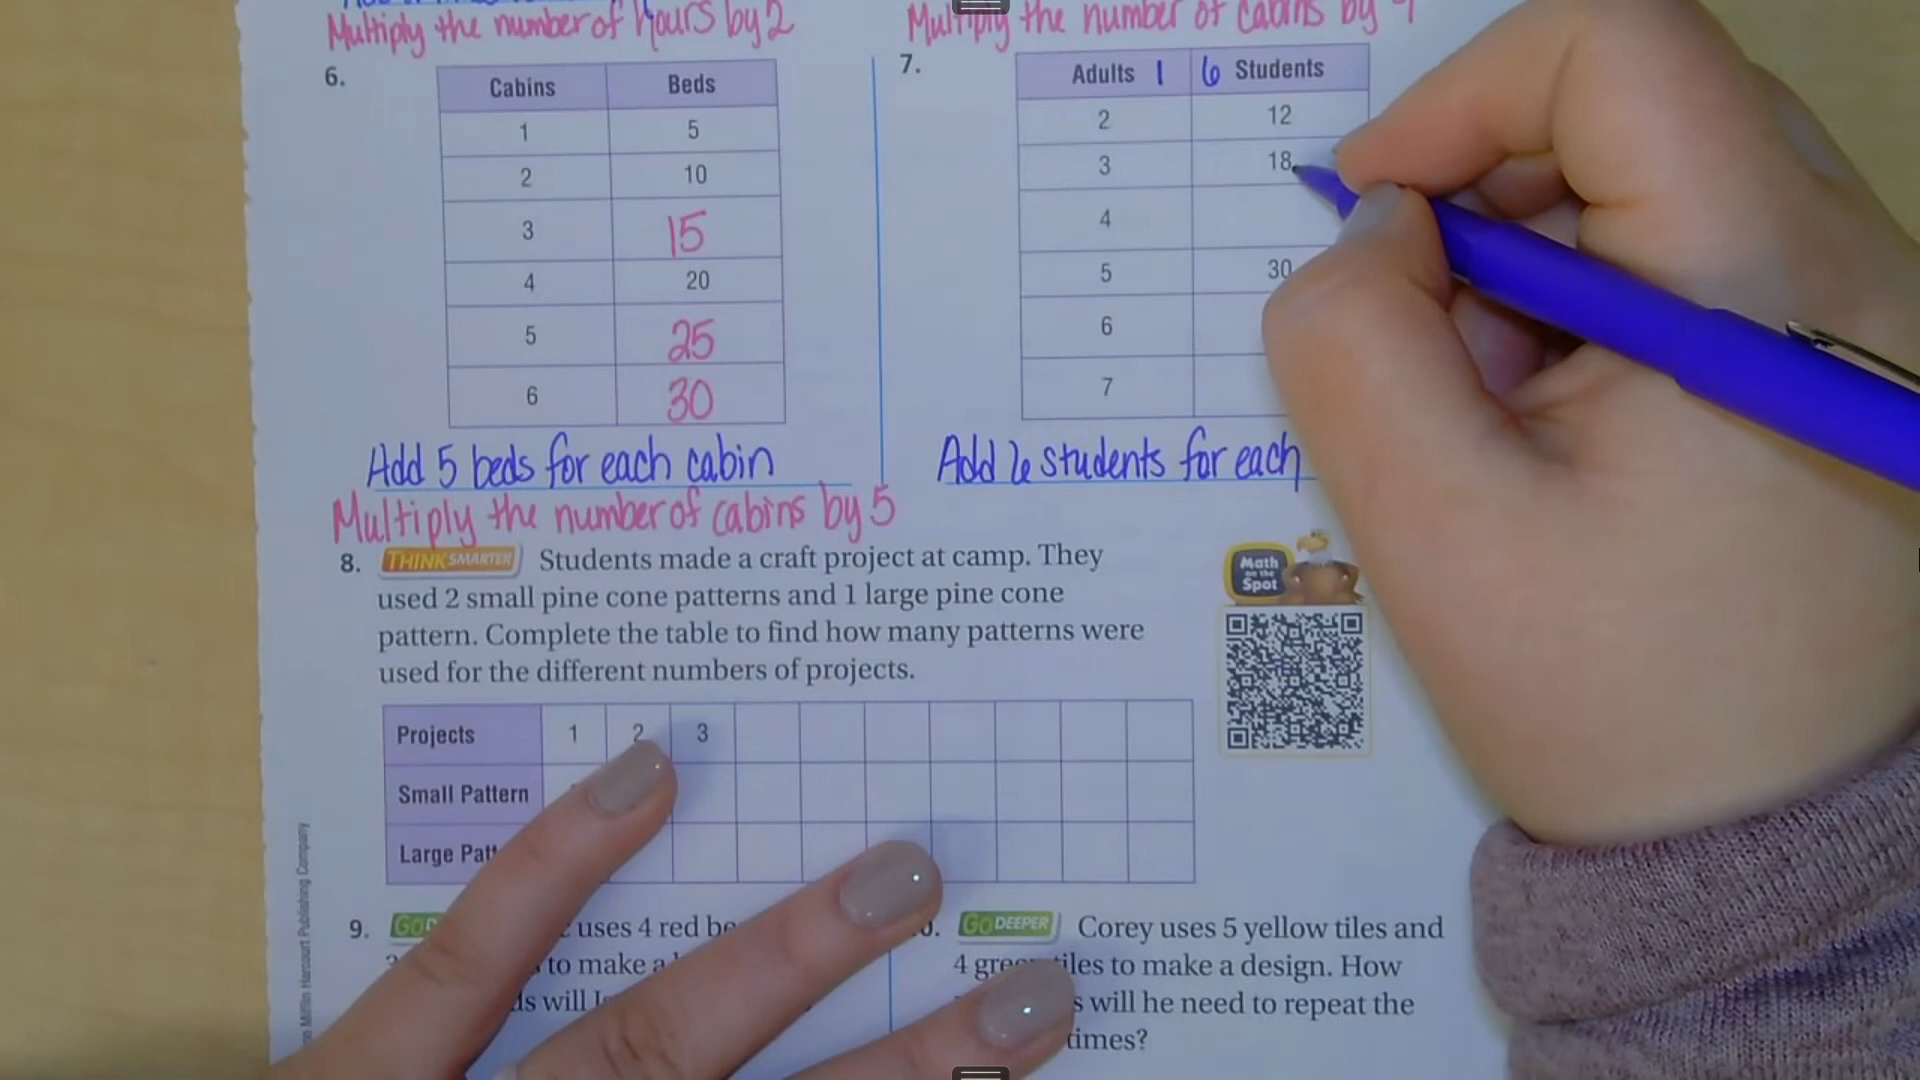 Multiply the number of hours by 2
Multiply the number of cabins by
6.
Cabins Beds
1 5
2 10
3 15
4 20
5 25
6 30
Add 5 beds for each cabin
Multiply the number of cabins by 5
7.
Adults 1 6 Students
2 12
3 18
4
5 30
6
7
Add 6 students for each
8. THINK SMARTER Students made a craft project at camp. They
used 2 small pine cone patterns and 1 large pine cone
pattern. Complete the table to find how many patterns were
used for the different numbers of projects.
Math
on the
Spot
Projects 1 2 3
Small Pattern
Large
9. uses 4 red
to make a
will
GO DEEPER Corey uses 5 yellow tiles and
4 to make a design. How
will he need to repeat the
times?
Mifflin Harcourt Publishing Company